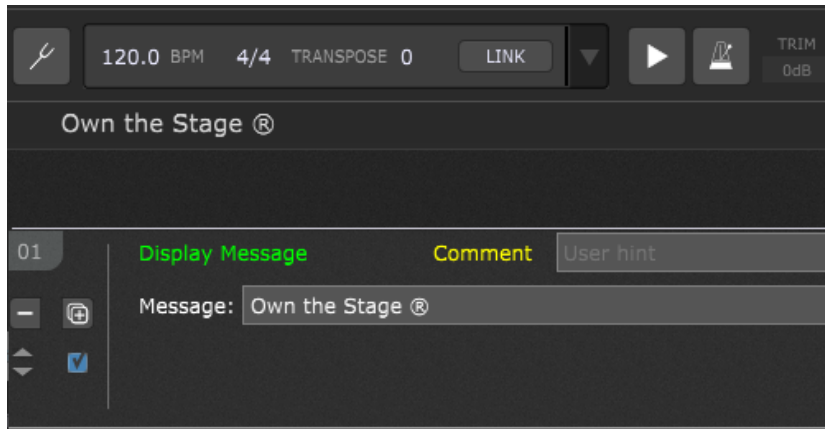 120.0 BPM 4/4 TRANSPOSE 0 LINK TRIM
0dB
Own the Stage ®
01 Display Message Comment User hint
Message: Own the Stage ®